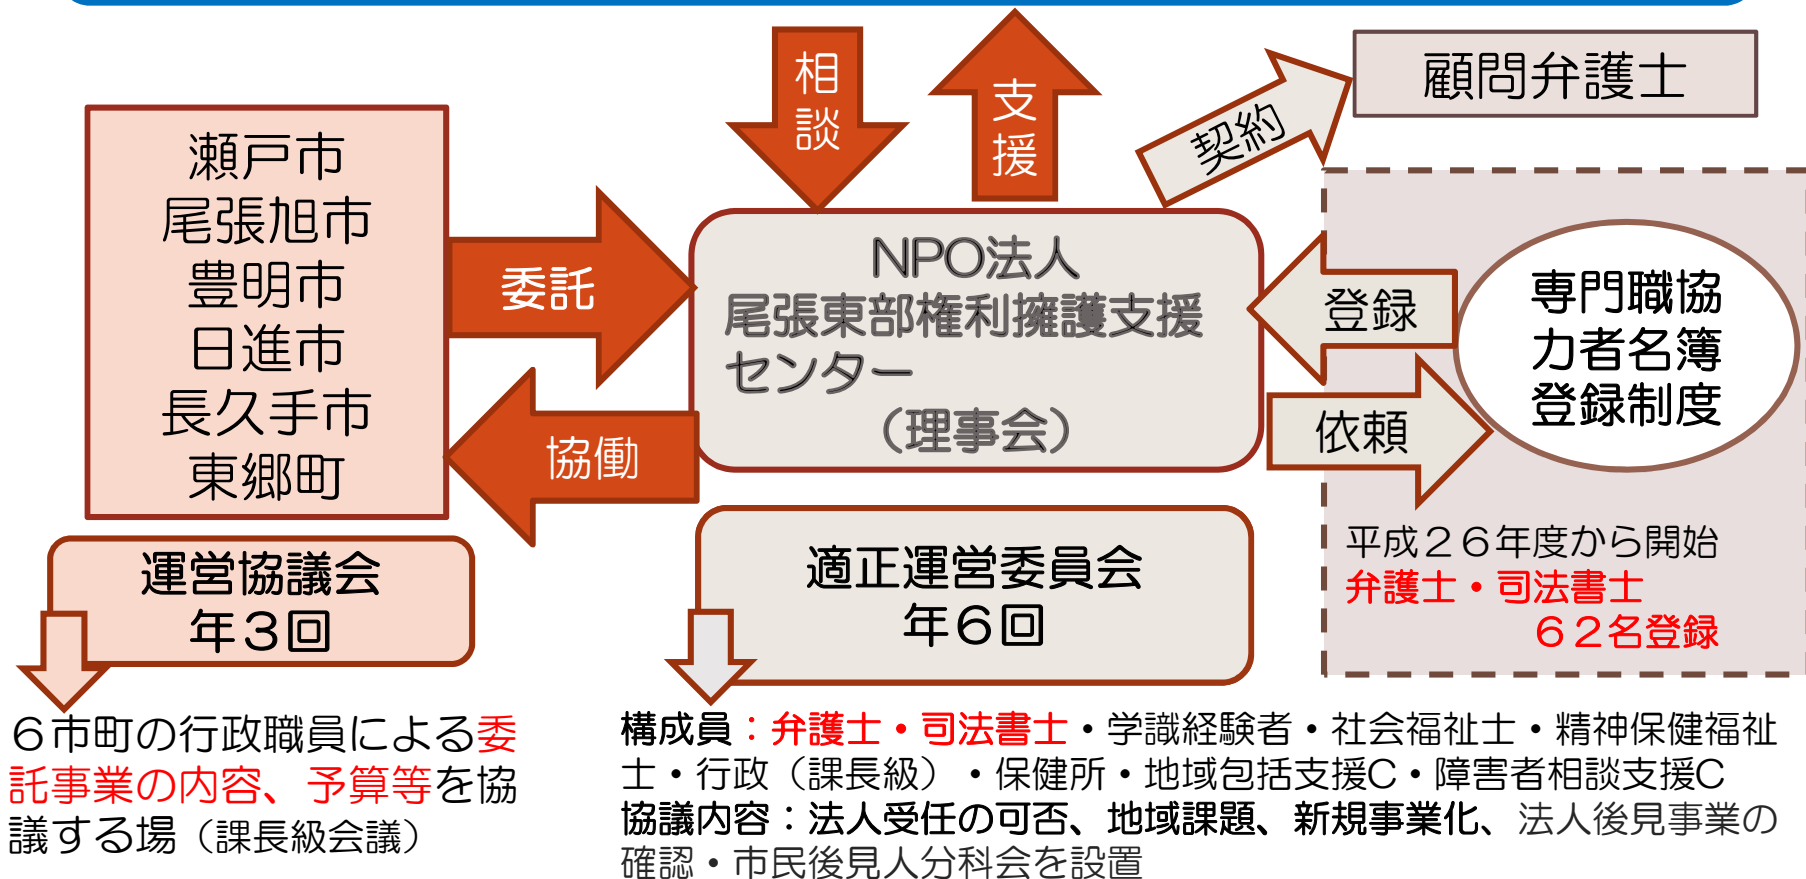 相
談
支
援
契約
顧問弁護士
瀬戸市
尾張旭市
豊明市
日進市
長久手市
東郷町
委託
協働
NPO法人
尾張東部権利擁護支援
センター
（理事会）
登録
依頼
専門職協
力者名簿
登録制度
平成２６年度から開始
弁護士・司法書士
６２名登録
運営協議会
年３回
適正運営委員会
年６回
６市町の行政職員による委
託事業の内容、予算等を協
議する場（課長級会議）
構成員：弁護士・司法書士・学識経験者・社会福祉士・精神保健福祉
士・行政（課長級）・保健所・地域包括支援C・障害者相談支援C
協議内容：法人受任の可否、地域課題、新規事業化、法人後見事業の
確認・市民後見人分科会を設置